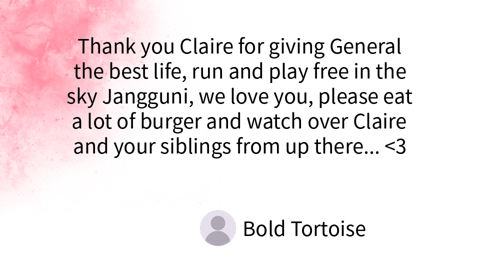 Thank you Claire for giving General
the best life, run and play free in the
sky Jangguni, we love you, please eat
a lot of burger and watch over Claire
and your siblings from up there... <3
Bold Tortoise